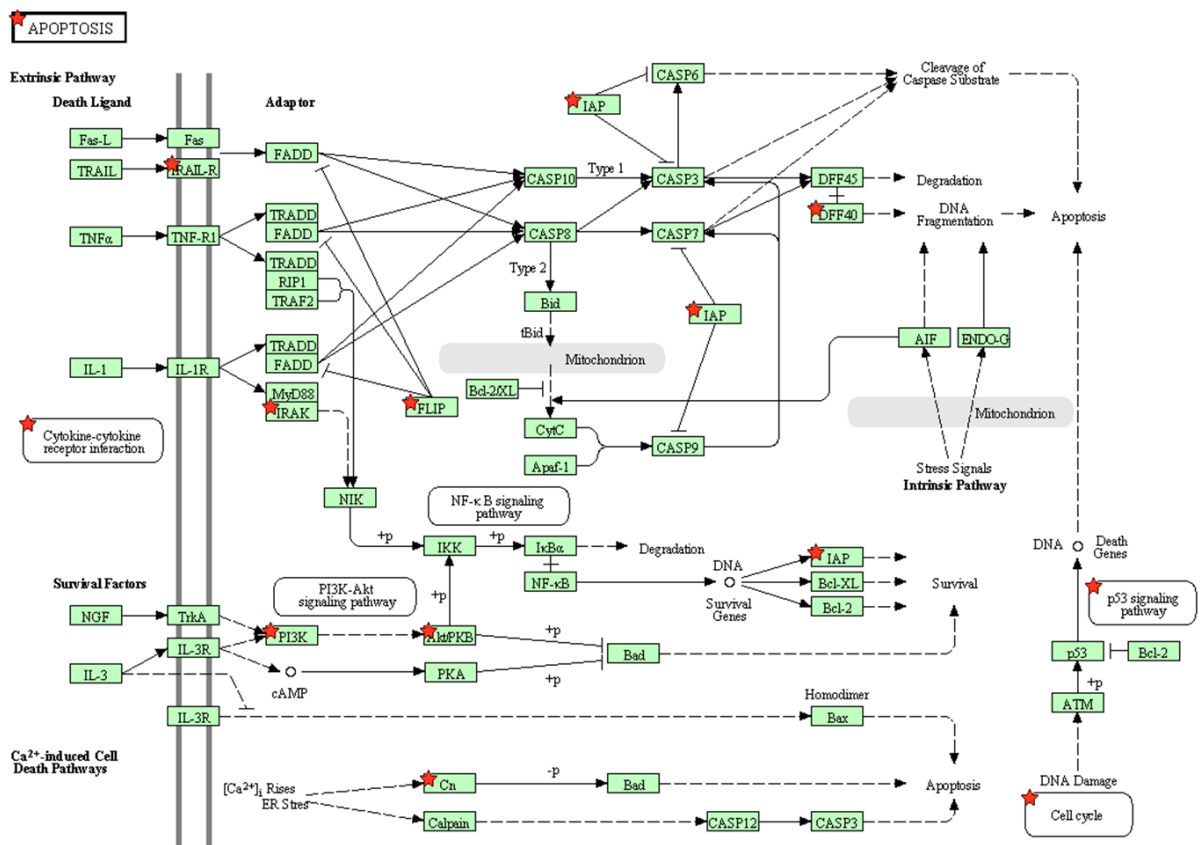 APOPTOSIS
Extrinsic Pathway
Death Ligand
Adaptor
Cleavage of
Caspase Substrate
CASP6
IAP
Fas-L
Fas
FADD
TRAIL
TRAIL-R
CASP10
Type 1
CASP3
DFF45
Degradation
DFF40
DNA
Fragmentation
Apoptosis
TNFα
TNF-R1
TRADD
FADD
CASP8
CASP7
TRADD
RIP1
TRAF2
Type 2
Bid
IAP
tBid
Mitochondrion
AIF
ENDO-G
IL-1
IL-1R
TRADD
FADD
MyD88
IRAK
FLIP
Bcl-2/XL
Mitochondrion
CytC
CASP9
Apaf-1
Cytokine-cytokine
receptor interaction
Stress Signals
Intrinsic Pathway
NIK
NF-κ B signaling
pathway
+p
IKK
+p
IκBα
Degradation
NF-κB
DNA
Survival
Genes
IAP
Bcl-XL
Bcl-2
Survival
DNA
Death
Genes
Survival Factors
PI3K-Akt
signaling pathway
+p
p53 signaling
pathway
NGF
TrkA
PI3K
Akt/PKB
+p
IL-3R
Bad
p53
Bcl-2
IL-3
cAMP
PKA
+p
+p
ATM
Homodimer
IL-3R
Bax
Ca2+-induced Cell
Death Pathways
DNA Damage
[Ca2+]i Rises
ER Stres
Cn
-p
Bad
Apoptosis
Calpain
CASP12
CASP3
Cell cycle